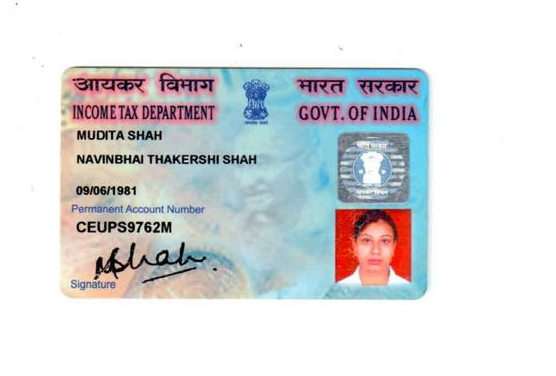 आयकर विभाग
भारत सरकार
INCOME TAX DEPARTMENT
GOVT. OF INDIA
MUDITA SHAH
NAVINBHAI THAKERSHI SHAH
09/06/1981
Permanent Account Number
CEUPS9762M
MShah
Signature